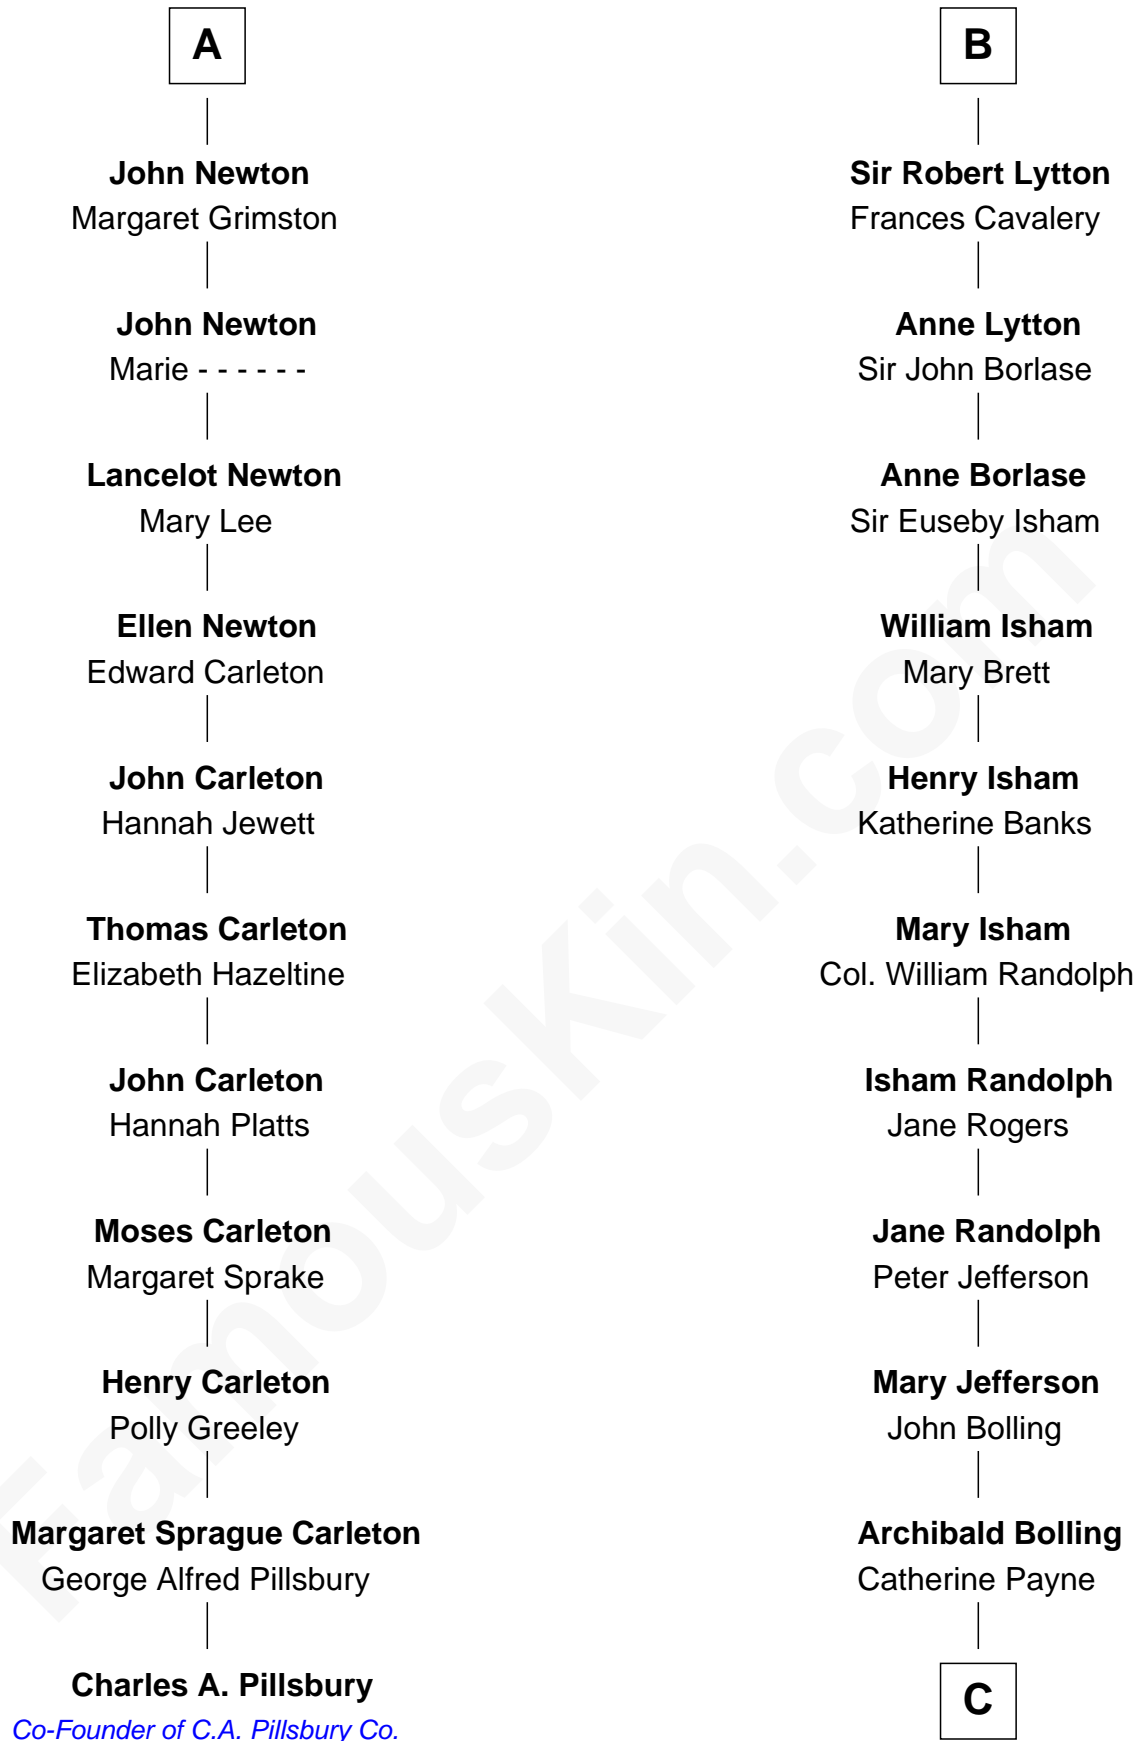 A
John Newton
Margaret Grimston
John Newton
Marie - - - - - -
Lancelot Newton
Mary Lee
Ellen Newton
Edward Carleton
John Carleton
Hannah Jewett
Thomas Carleton
Elizabeth Hazeltine
John Carleton
Hannah Platts
Moses Carleton
Margaret Sprake
Henry Carleton
Polly Greeley
Margaret Sprague Carleton
George Alfred Pillsbury
Charles A. Pillsbury
Co-Founder of C.A. Pillsbury Co.
B
Sir Robert Lytton
Frances Cavalery
Anne Lytton
Sir John Borlase
Anne Borlase
Sir Euseby Isham
William Isham
Mary Brett
Henry Isham
Katherine Banks
Mary Isham
Col. William Randolph
Isham Randolph
Jane Rogers
Jane Randolph
Peter Jefferson
Mary Jefferson
John Bolling
Archibald Bolling
Catherine Payne
C
FamousKin.com